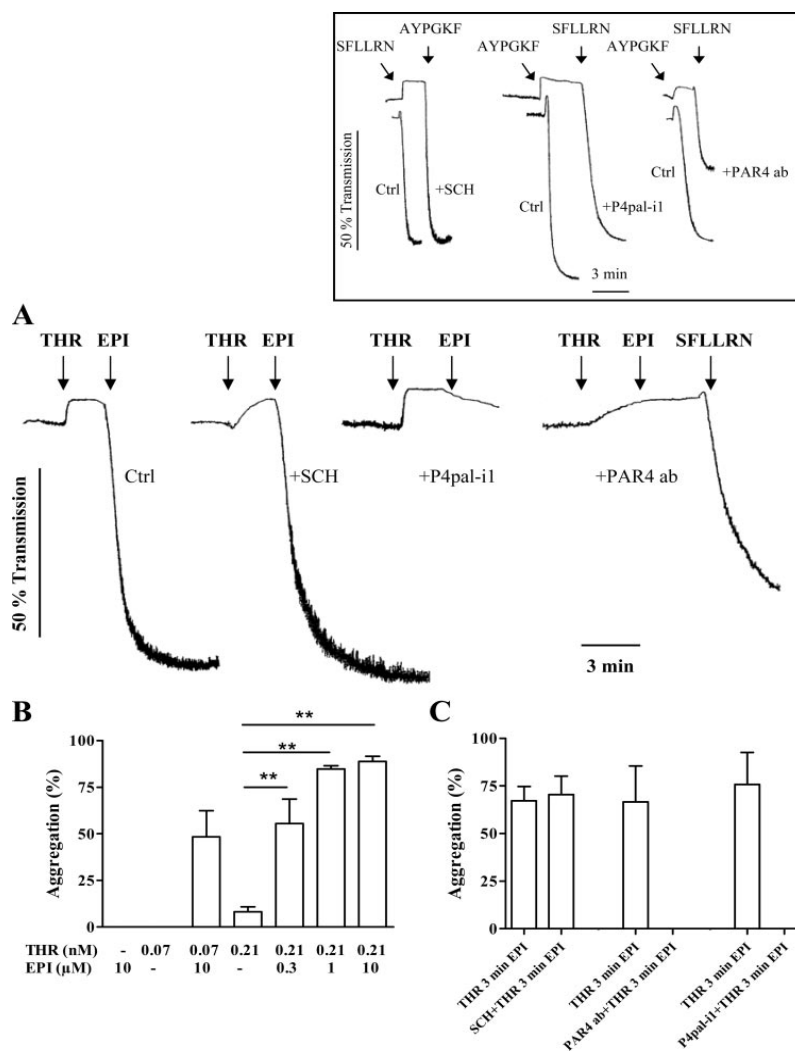 AYPGKF SFLLRN SFLLRN
SFLLRN AYPGKF AYPGKF
50 % Transmission
Ctrl +SCH Ctrl +P4pal-i1 Ctrl +PAR4 ab
3 min
A
THR EPI THR EPI THR EPI THR EPI SFLLRN
50 % Transmission
Ctrl +SCH +P4pal-i1 +PAR4 ab
3 min
B
**
**
**
Aggregation (%)
100
75
50
25
0
THR (nM) - 0.07 0.07 0.21 0.21 0.21 0.21
EPI (µM) 10 - 10 - 0.3 1 10
C
Aggregation (%)
100
75
50
25
0
THR 3 min EPI
SCH+THR 3 min EPI
THR 3 min EPI
PAR4 ab+THR 3 min EPI
THR 3 min EPI
P4pal-i1+THR 3 min EPI